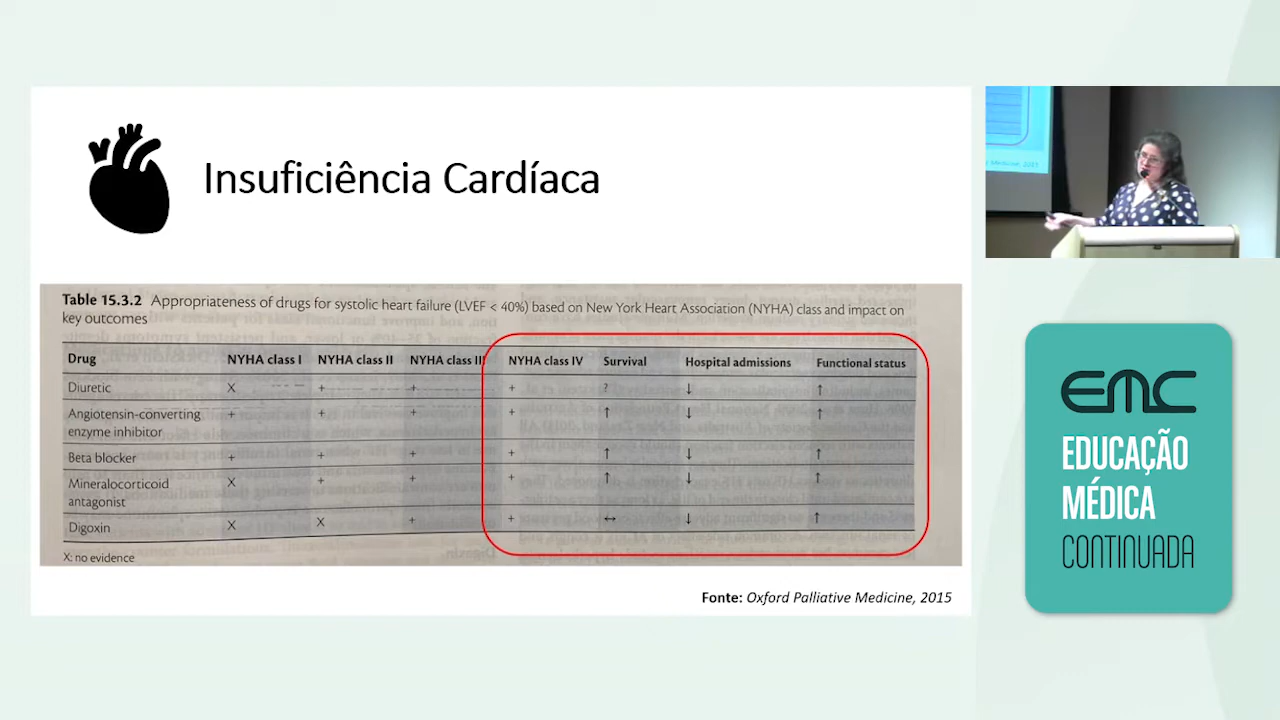 Insuficiência Cardíaca
Table 15.3.2 Appropriateness of drugs for systolic heart failure (LVEF < 40%) based on New York Heart Association (NYHA) class and impact on
key outcomes
Drug NYHA class I NYHA class II NYHA class III NYHA class IV Survival Hospital admissions Functional status
Diuretic X + + + ? ↓ ↑
Angiotensin-converting + + + + ↑ ↓ ↑
enzyme inhibitor
Beta blocker + + + + ↑ ↓ ↑
Mineralocorticoid X + + + ↑ ↓ ↑
antagonist
Digoxin X X + + ↔ ↓ ↑
X: no evidence
Fonte: Oxford Palliative Medicine, 2015
Medicine, 2015
EMC
EDUCAÇÃO
MÉDICA
CONTINUADA